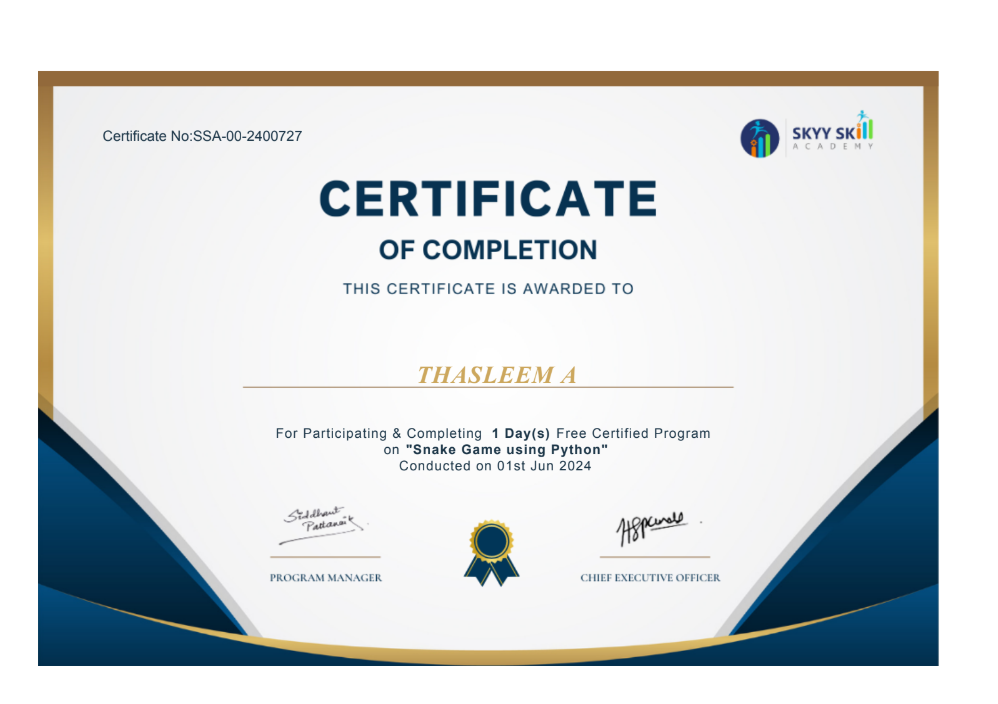 Certificate No:SSA-00-2400727
SKYY SKill
ACADEMY
CERTIFICATE
OF COMPLETION
THIS CERTIFICATE IS AWARDED TO
THASLEEM A
For Participating & Completing 1 Day(s) Free Certified Program
on "Snake Game using Python"
Conducted on 01st Jun 2024
Siddhant
Pattanaik
PROGRAM MANAGER
CHIEF EXECUTIVE OFFICER